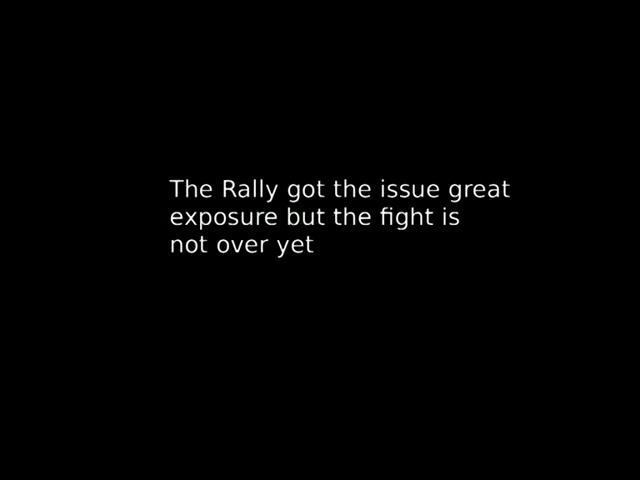 The Rally got the issue great
exposure but the fight is
not over yet